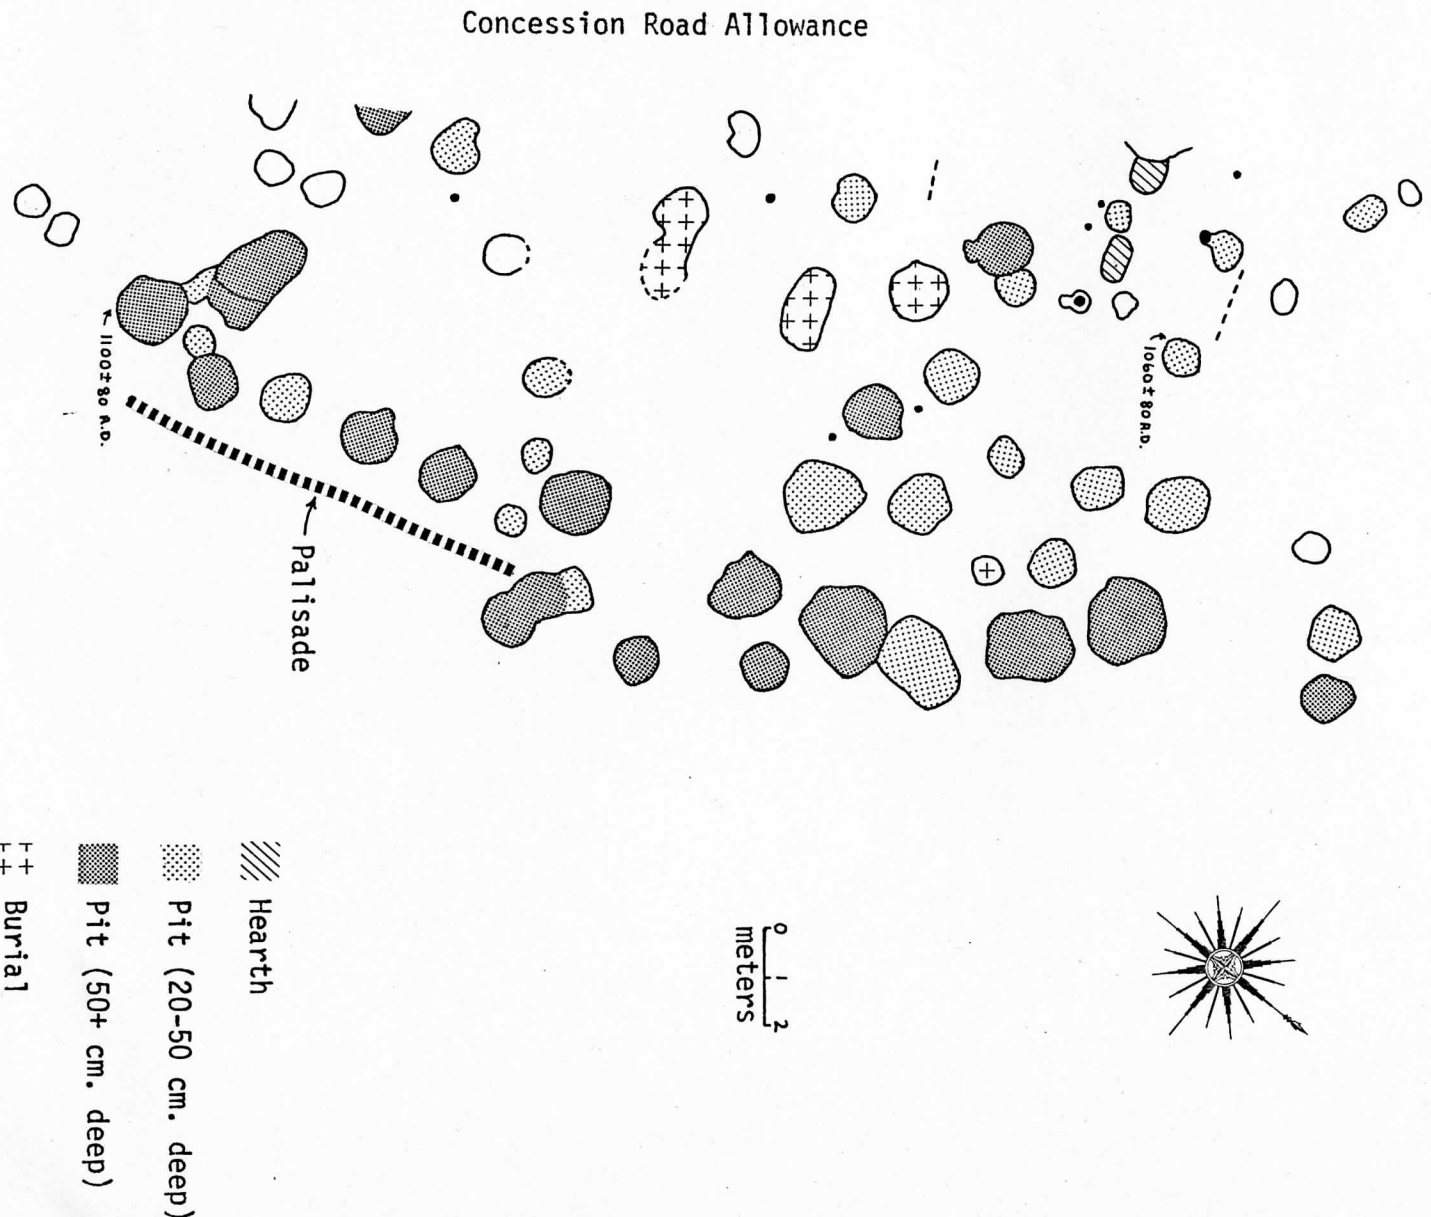 Concession Road Allowance
1100±80 A.D.
1060±80 A.D.
Palisade
0 1 2
meters
Hearth
Pit (20-50 cm. deep)
Pit (50+ cm. deep)
Burial